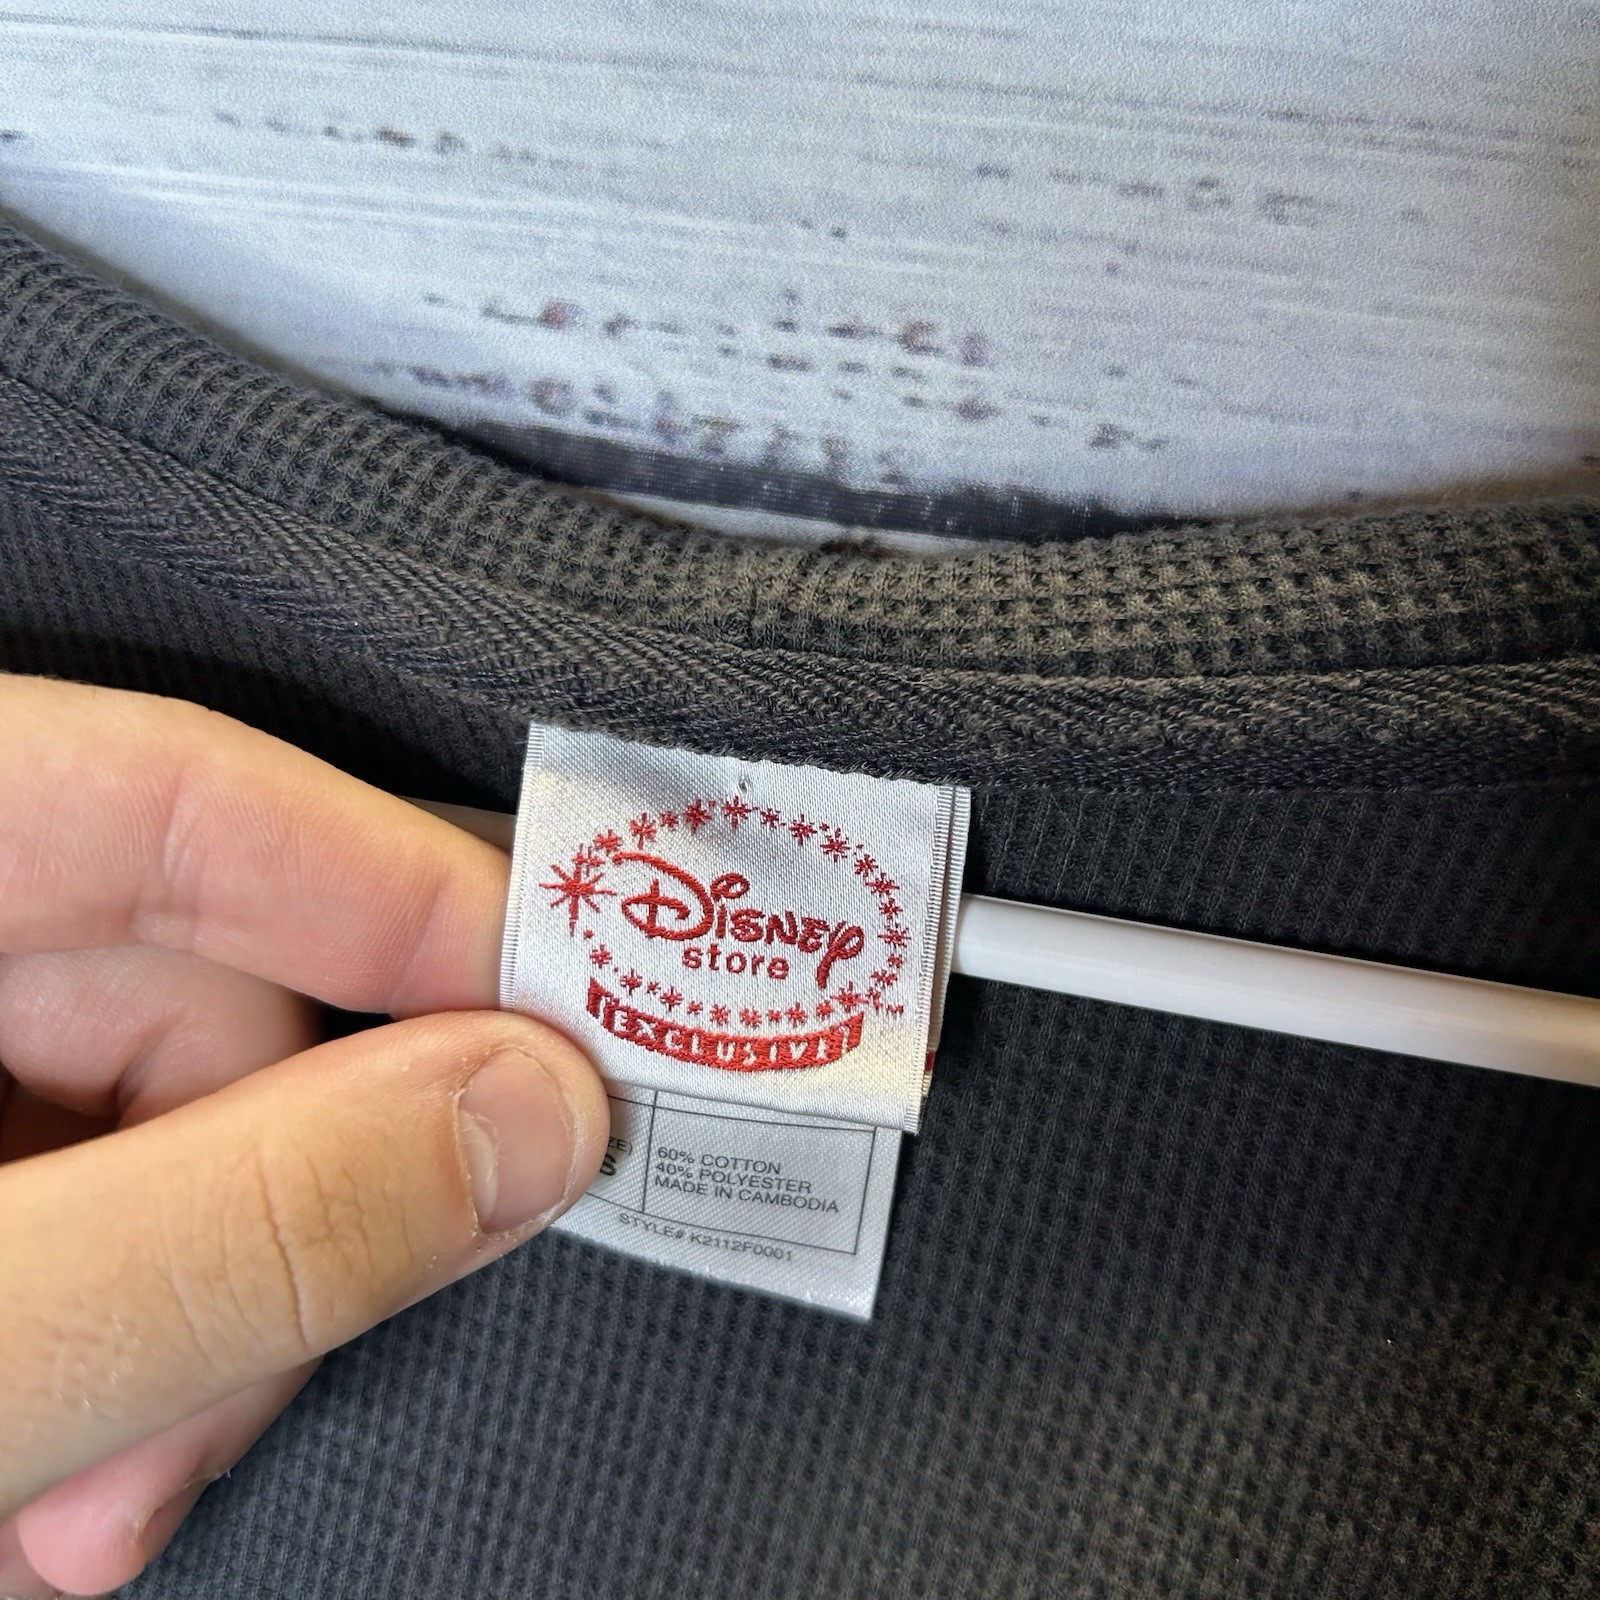 DISNEY
store
EXCLUSIVE!
S
60% COTTON
40% POLYESTER
MADE IN CAMBODIA
STYLE# K2112F0001